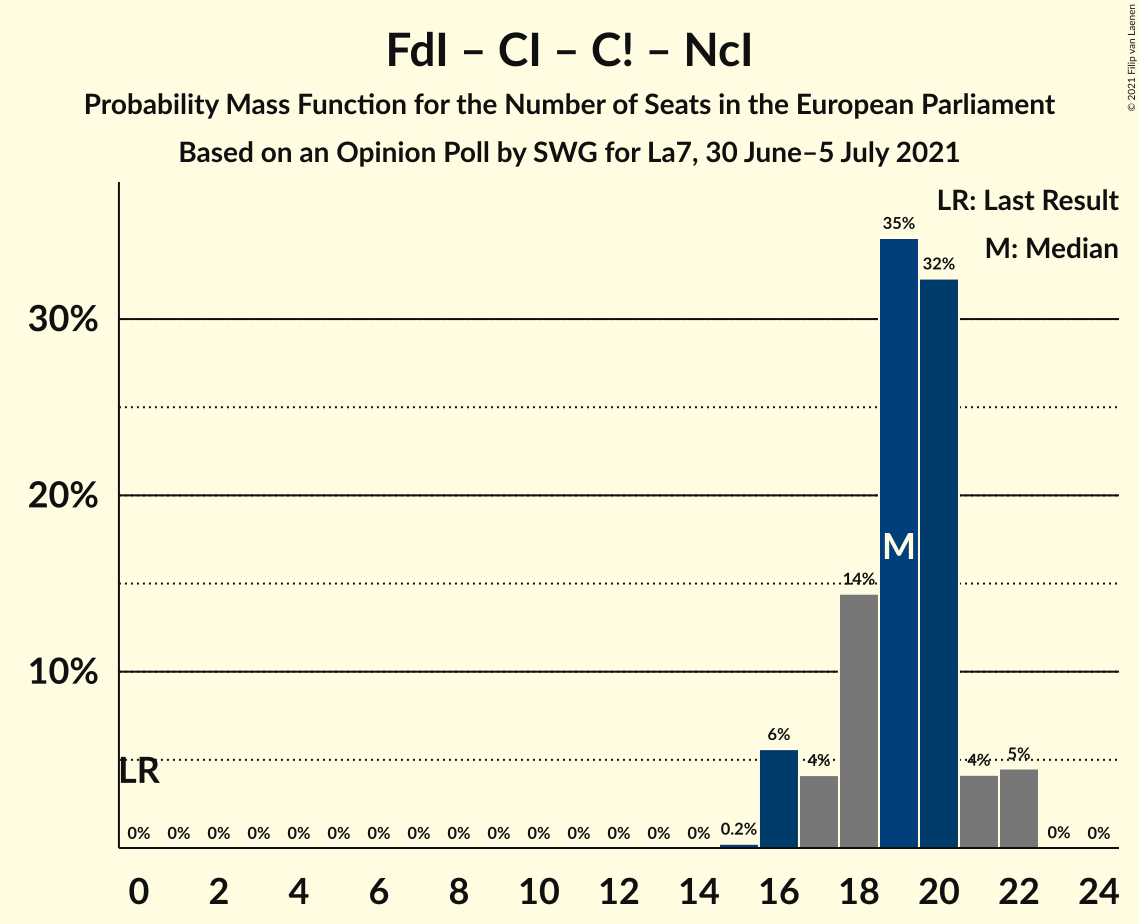 FdI – CI – C! – NcI
Probability Mass Function for the Number of Seats in the European Parliament
Based on an Opinion Poll by SWG for La7, 30 June–5 July 2021
© 2021 Filip van Laenen
LR: Last Result
M: Median
35%
32%
30%
20%
M
14%
10%
6%
4%
4%
5%
LR
0% 0% 0% 0% 0% 0% 0% 0% 0% 0% 0% 0% 0% 0% 0% 0.2% 0% 0%
0 2 4 6 8 10 12 14 16 18 20 22 24